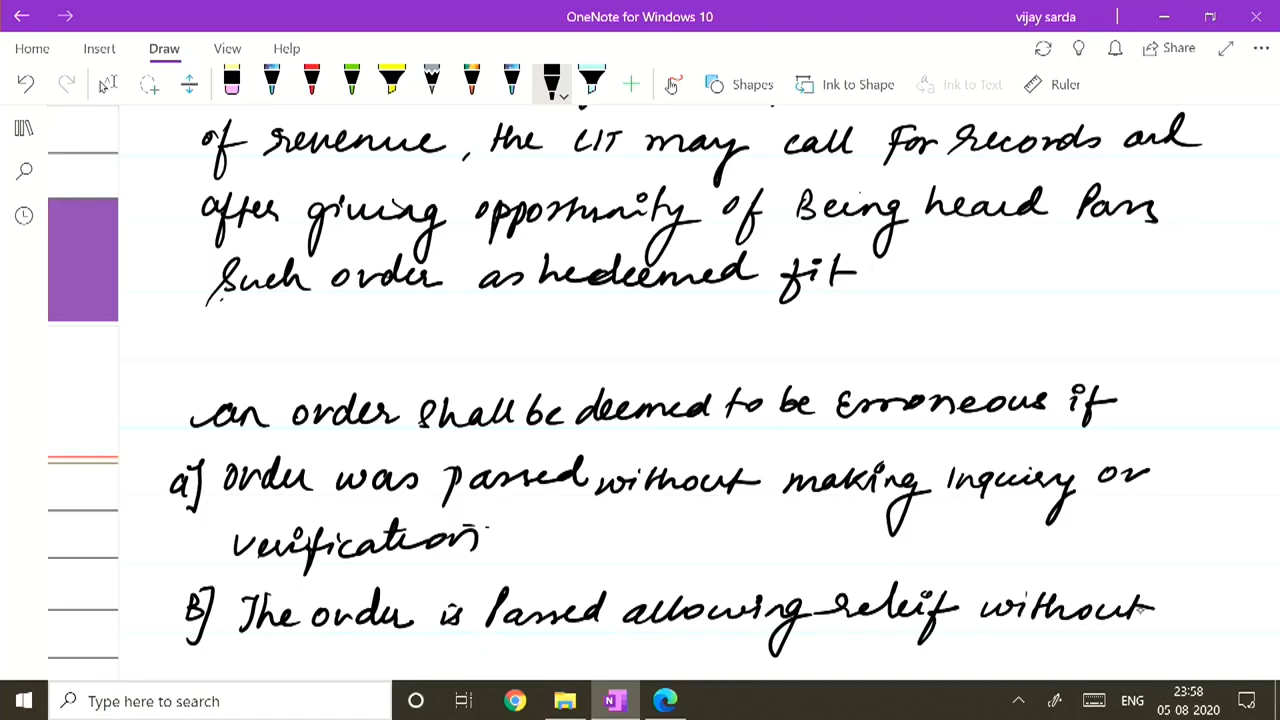 OneNote for Windows 10
vijay sarda
Home Insert Draw View Help
Share
Shapes
Ink to Shape
Ink to Text
Ruler
of revenue, the CIT may call For records and
after giving opportunity of Being heard Pass
such order as he deemed fit
an order shall be deemed to be Erroneous if
a] order was passed without making Inquiry or
verification
B] The order is Passed allowing releif without
Type here to search
ENG
23:58
05-08-2020